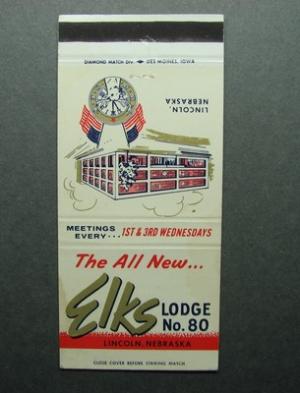 DIAMOND MATCH DIV. DES MOINES, IOWA
LINCOLN,
NEBRASKA
MEETINGS
EVERY... 1ST & 3RD WEDNESDAYS
The All New...
Elks LODGE
No. 80
LINCOLN, NEBRASKA
CLOSE COVER BEFORE STRIKING MATCH